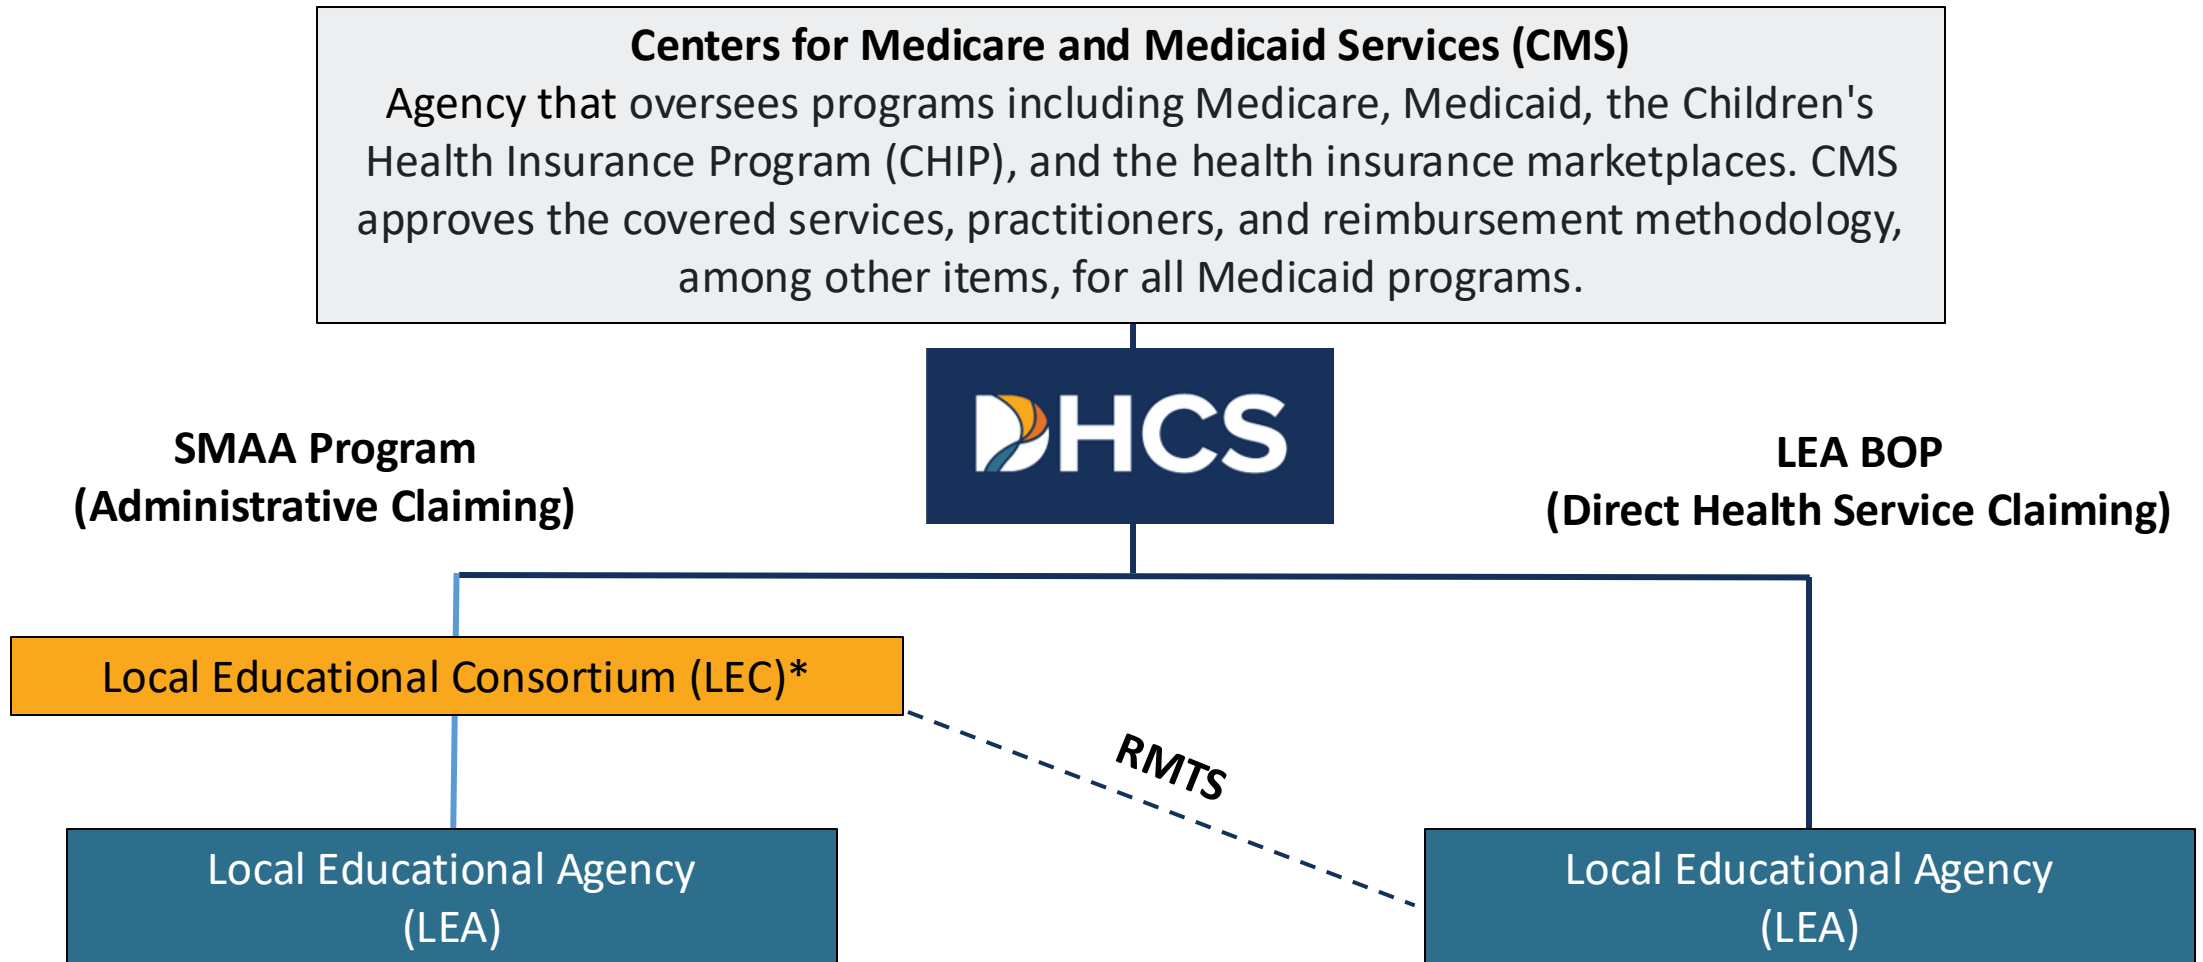 Centers for Medicare and Medicaid Services (CMS)
Agency that oversees programs including Medicare, Medicaid, the Children's
Health Insurance Program (CHIP), and the health insurance marketplaces. CMS
approves the covered services, practitioners, and reimbursement methodology,
among other items, for all Medicaid programs.
DHCS
SMAA Program
(Administrative Claiming)
LEA BOP
(Direct Health Service Claiming)
Local Educational Consortium (LEC)*
RMTS
Local Educational Agency
(LEA)
Local Educational Agency
(LEA)